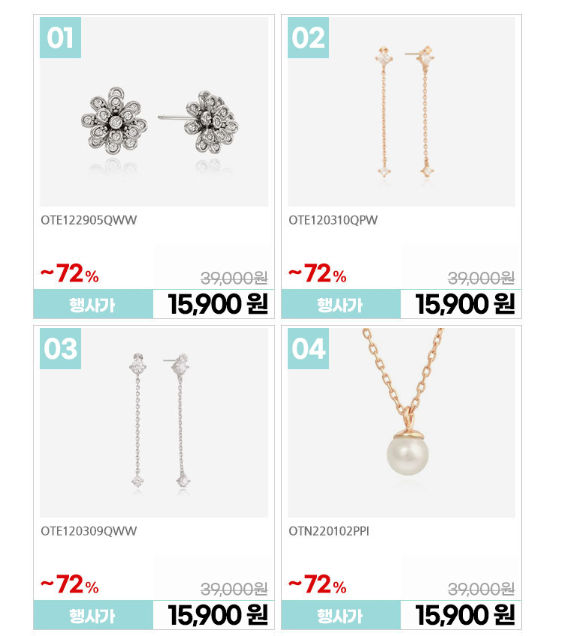 01
OTE122905QWW
~72%
39,000원
행사가
15,900 원
02
OTE120310QPW
~72%
39,000원
행사가
15,900 원
03
OTE120309QWW
~72%
39,000원
행사가
15,900 원
04
OTN220102PPI
~72%
39,000원
행사가
15,900 원